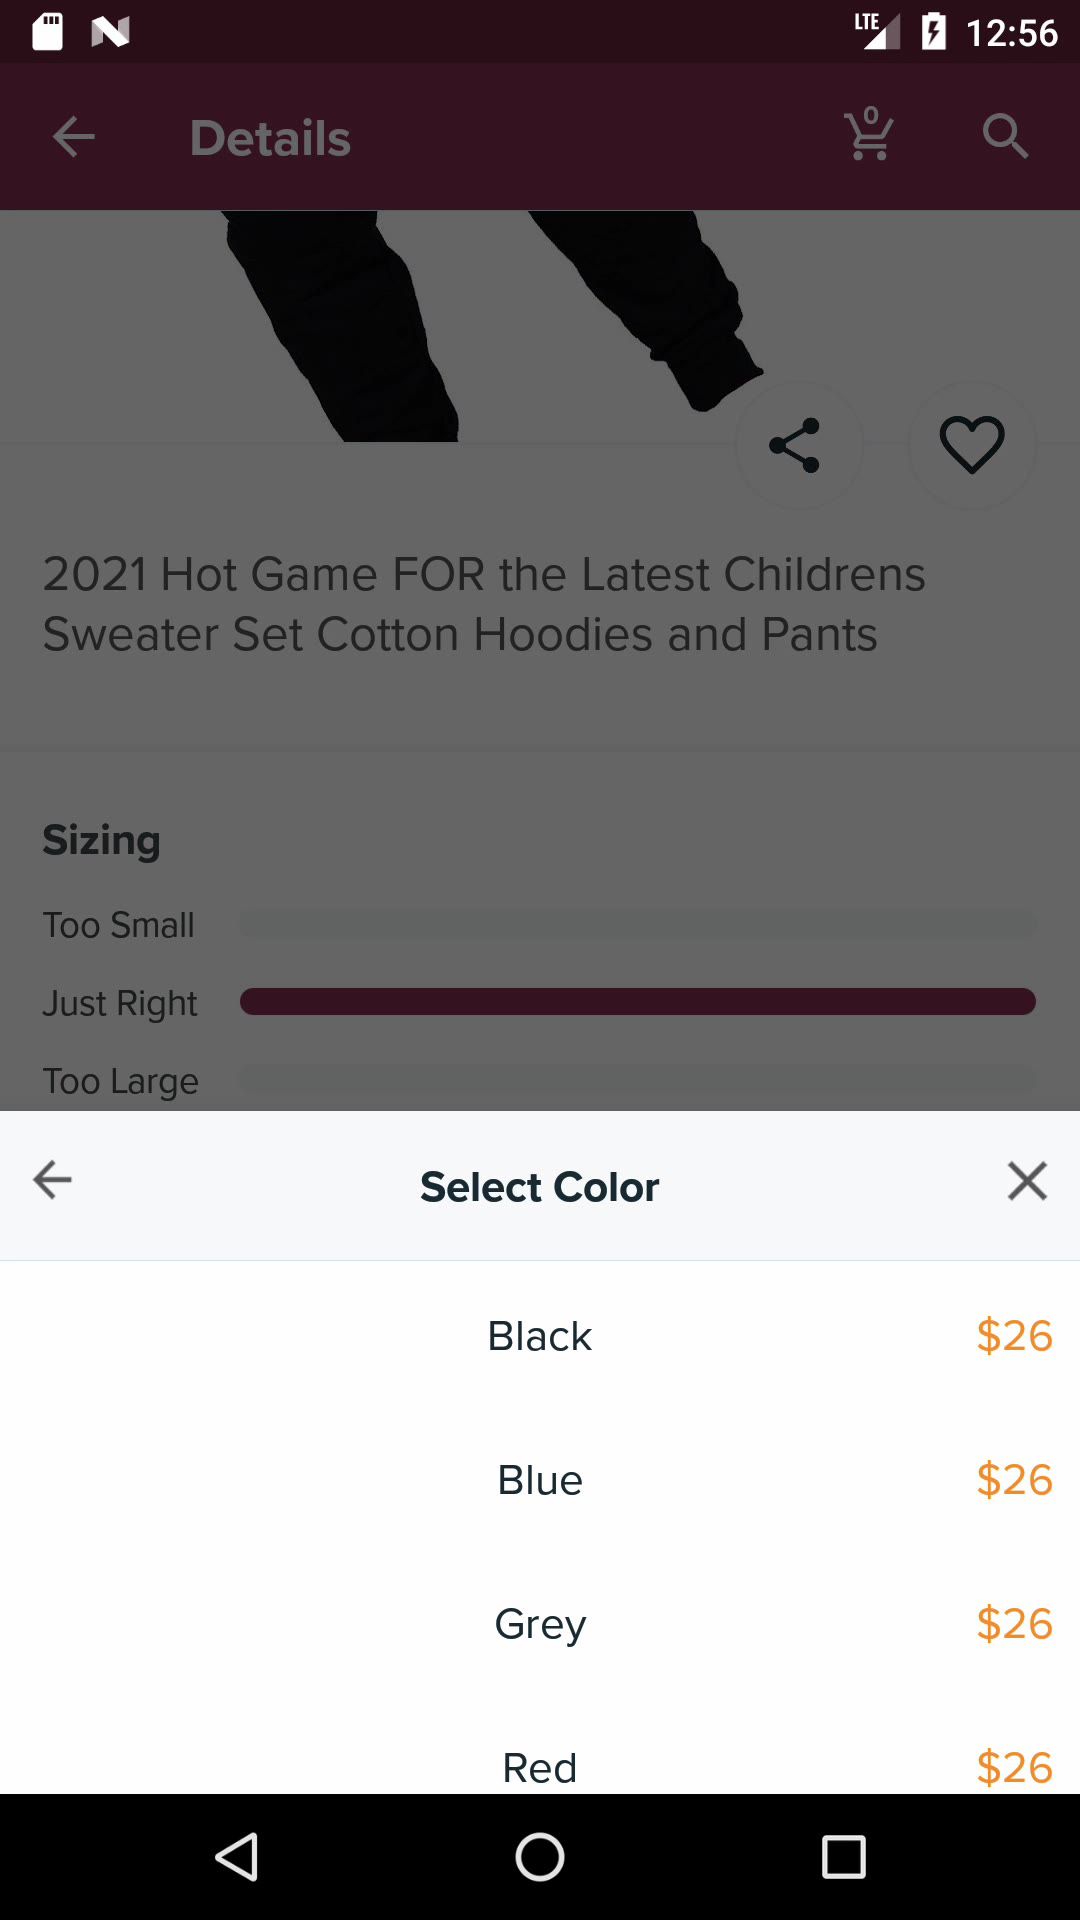 LTE 12:56
Details 0
2021 Hot Game FOR the Latest Childrens
Sweater Set Cotton Hoodies and Pants
Sizing
Too Small
Just Right
Too Large
Select Color
Black $26
Blue $26
Grey $26
Red $26